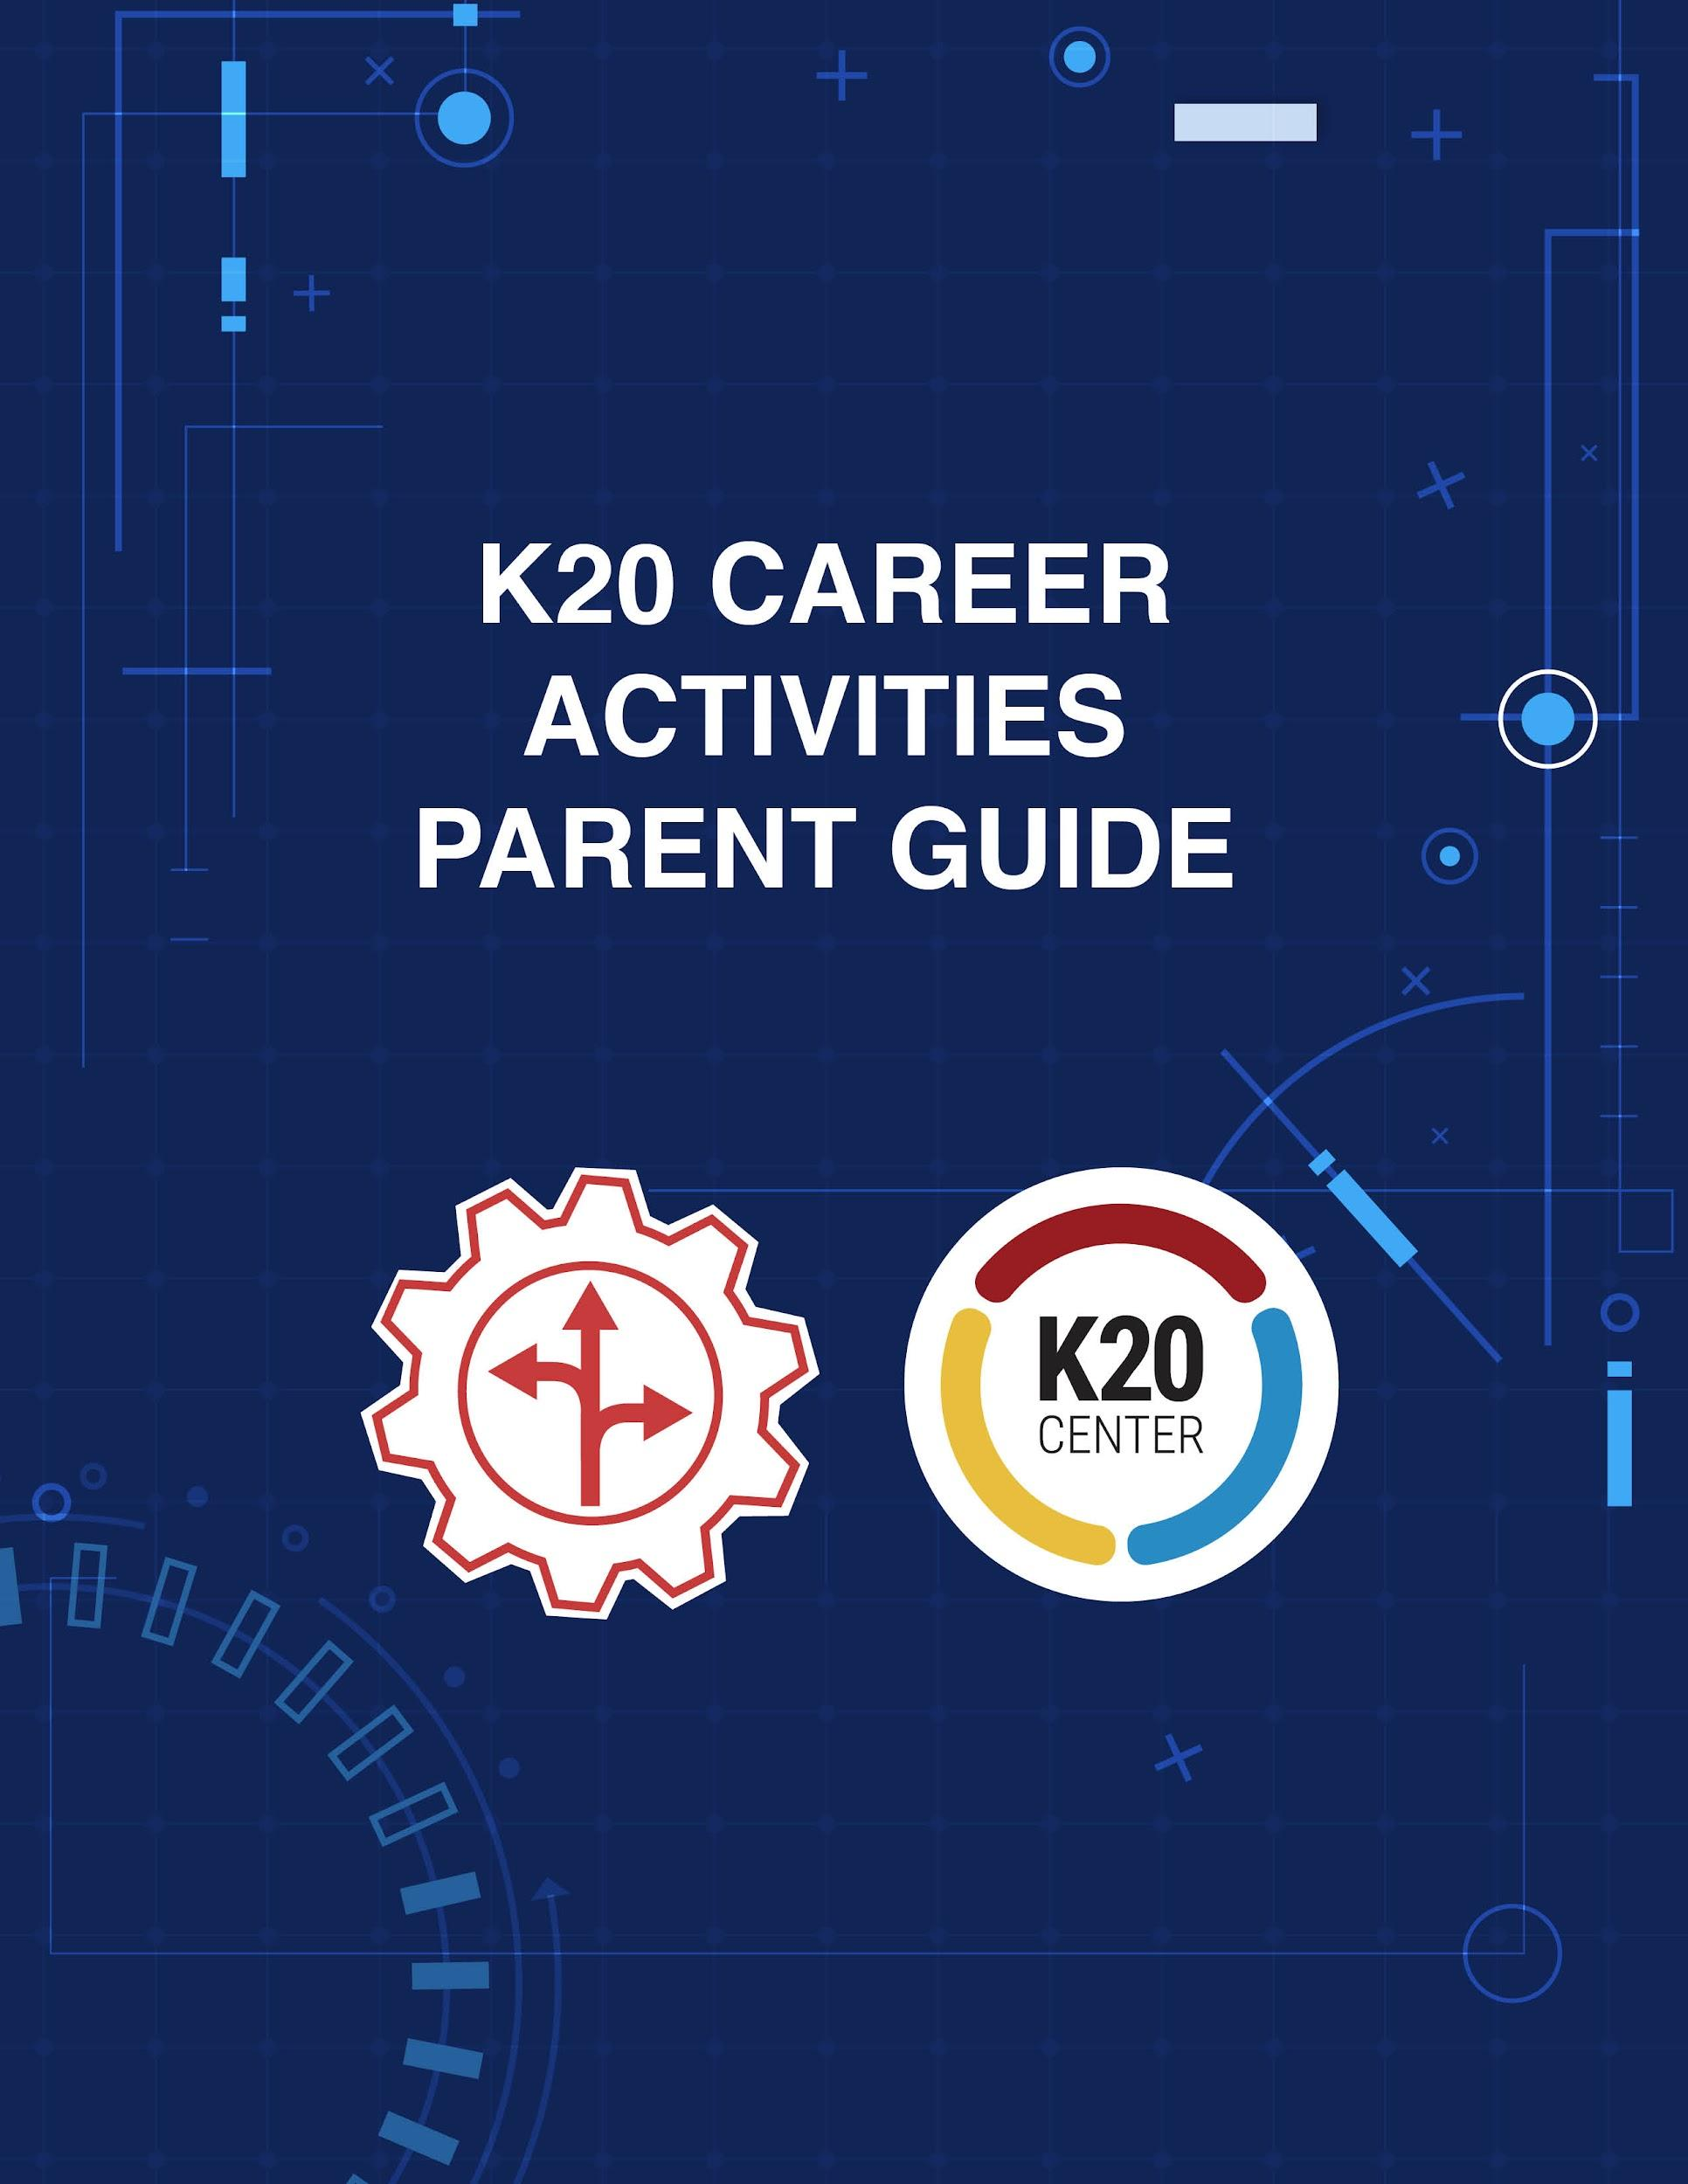 K20 CAREER
ACTIVITIES
PARENT GUIDE
K20
CENTER